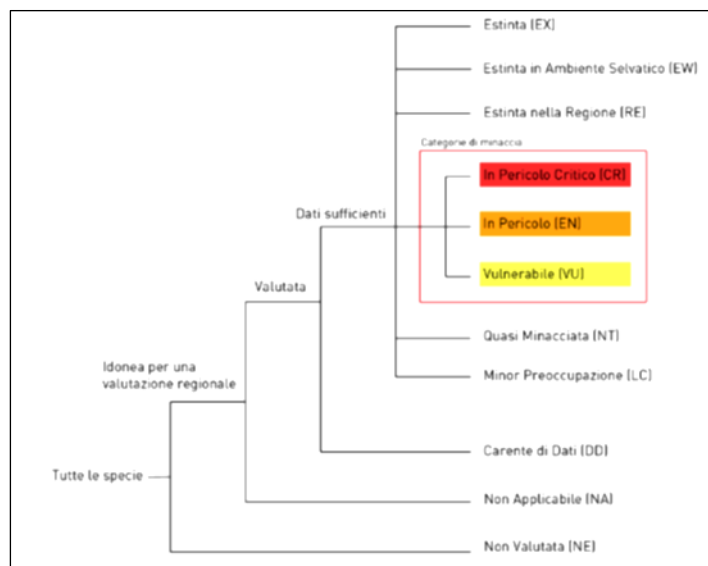 Estinta (EX)
Estinta in Ambiente Selvatico (EW)
Estinta nella Regione (RE)
Categorie di minaccia
In Pericolo Critico (CR)
Dati sufficienti
In Pericolo (EN)
Vulnerabile (VU)
Valutata
Quasi Minacciata (NT)
Idonea per una
valutazione regionale
Minor Preoccupazione (LC)
Carente di Dati (DD)
Tutte le specie
Non Applicabile (NA)
Non Valutata (NE)